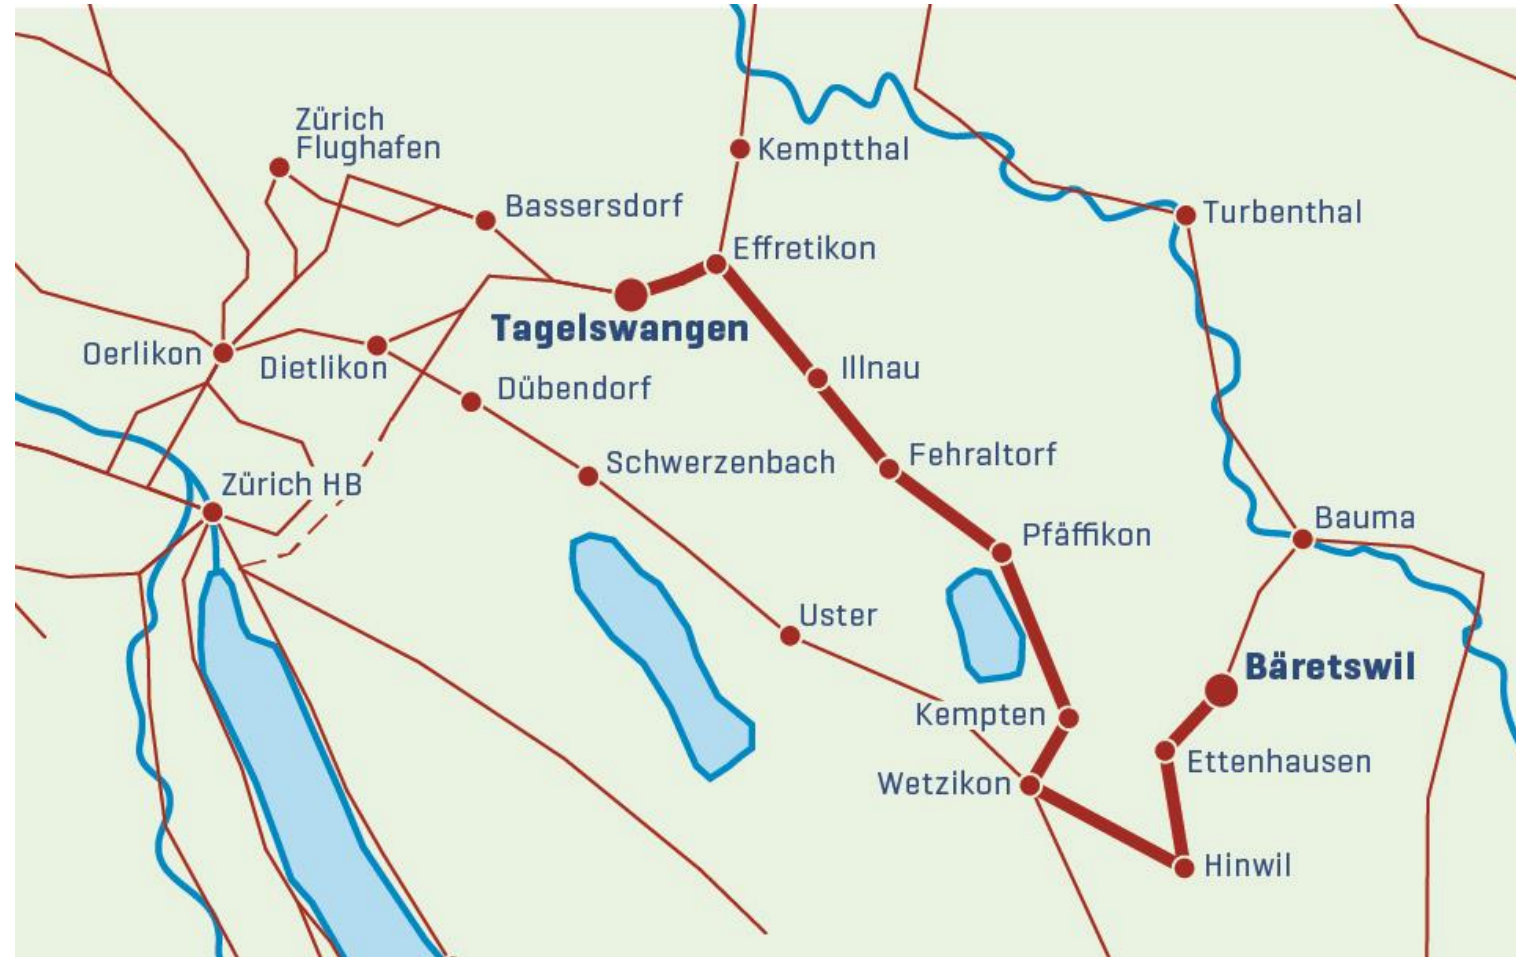 Zürich
Flughafen
Kemptthal
Bassersdorf
Turbenthal
Effretikon
Tagelswangen
Oerlikon
Dietlikon
Illnau
Dübendorf
Fehraltorf
Schwerzenbach
Zürich HB
Bauma
Pfäffikon
Uster
Bäretswil
Kempten
Ettenhausen
Wetzikon
Hinwil